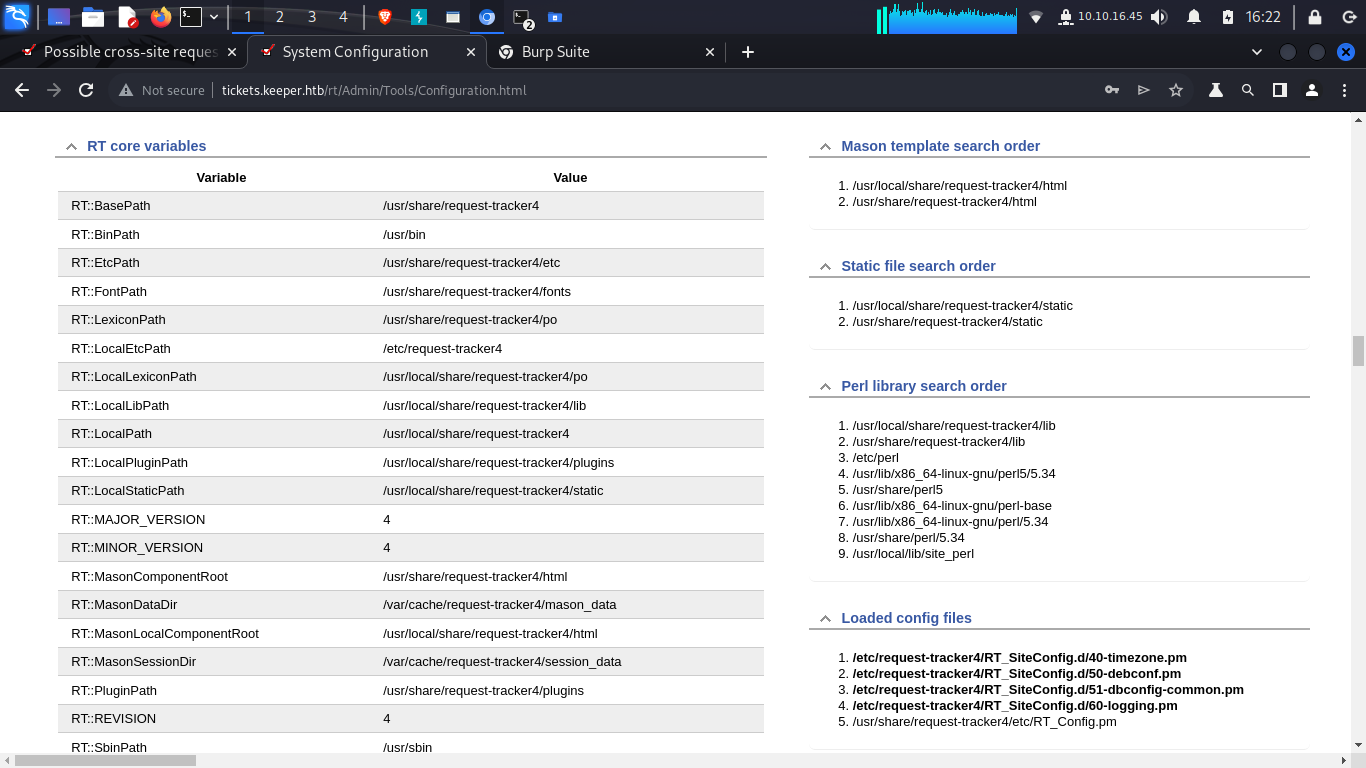 1 2 3 4 2 10.10.16.45 16:22
Possible cross-site reques
System Configuration
Burp Suite
Not secure tickets.keeper.htb/rt/Admin/Tools/Configuration.html
RT core variables
Variable Value
RT::BasePath /usr/share/request-tracker4
RT::BinPath /usr/bin
RT::EtcPath /usr/share/request-tracker4/etc
RT::FontPath /usr/share/request-tracker4/fonts
RT::LexiconPath /usr/share/request-tracker4/po
RT::LocalEtcPath /etc/request-tracker4
RT::LocalLexiconPath /usr/local/share/request-tracker4/po
RT::LocalLibPath /usr/local/share/request-tracker4/lib
RT::LocalPath /usr/local/share/request-tracker4
RT::LocalPluginPath /usr/local/share/request-tracker4/plugins
RT::LocalStaticPath /usr/local/share/request-tracker4/static
RT::MAJOR_VERSION 4
RT::MINOR_VERSION 4
RT::MasonComponentRoot /usr/share/request-tracker4/html
RT::MasonDataDir /var/cache/request-tracker4/mason_data
RT::MasonLocalComponentRoot /usr/local/share/request-tracker4/html
RT::MasonSessionDir /var/cache/request-tracker4/session_data
RT::PluginPath /usr/share/request-tracker4/plugins
RT::REVISION 4
RT::SbinPath /usr/sbin
Mason template search order
1. /usr/local/share/request-tracker4/html
2. /usr/share/request-tracker4/html
Static file search order
1. /usr/local/share/request-tracker4/static
2. /usr/share/request-tracker4/static
Perl library search order
1. /usr/local/share/request-tracker4/lib
2. /usr/share/request-tracker4/lib
3. /etc/perl
4. /usr/lib/x86_64-linux-gnu/perl5/5.34
5. /usr/share/perl5
6. /usr/lib/x86_64-linux-gnu/perl-base
7. /usr/lib/x86_64-linux-gnu/perl/5.34
8. /usr/share/perl/5.34
9. /usr/local/lib/site_perl
Loaded config files
1. /etc/request-tracker4/RT_SiteConfig.d/40-timezone.pm
2. /etc/request-tracker4/RT_SiteConfig.d/50-debconf.pm
3. /etc/request-tracker4/RT_SiteConfig.d/51-dbconfig-common.pm
4. /etc/request-tracker4/RT_SiteConfig.d/60-logging.pm
5. /usr/share/request-tracker4/etc/RT_Config.pm